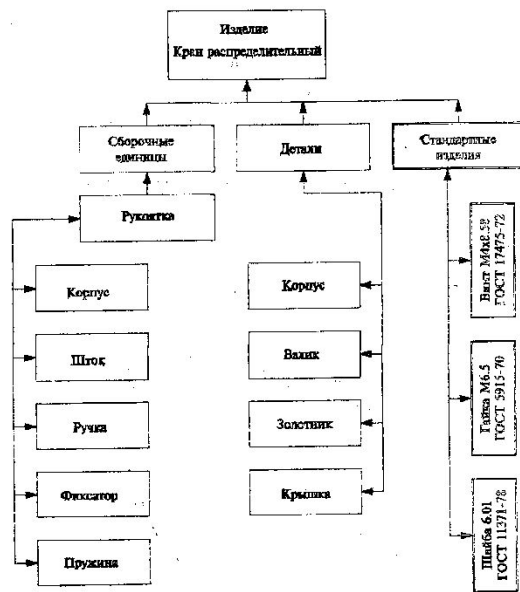 Изделие
Кран распределительный
Сборочные
единицы
Детали
Стандартные
изделия
Рукоятка
Корпус
Шток
Ручка
Фиксатор
Пружина
Корпус
Валик
Золотник
Крышка
Винт М4х8.58
ГОСТ 17475-72
Гайка М6.5
ГОСТ 5915-70
Шайба 6.01
ГОСТ 11371-78